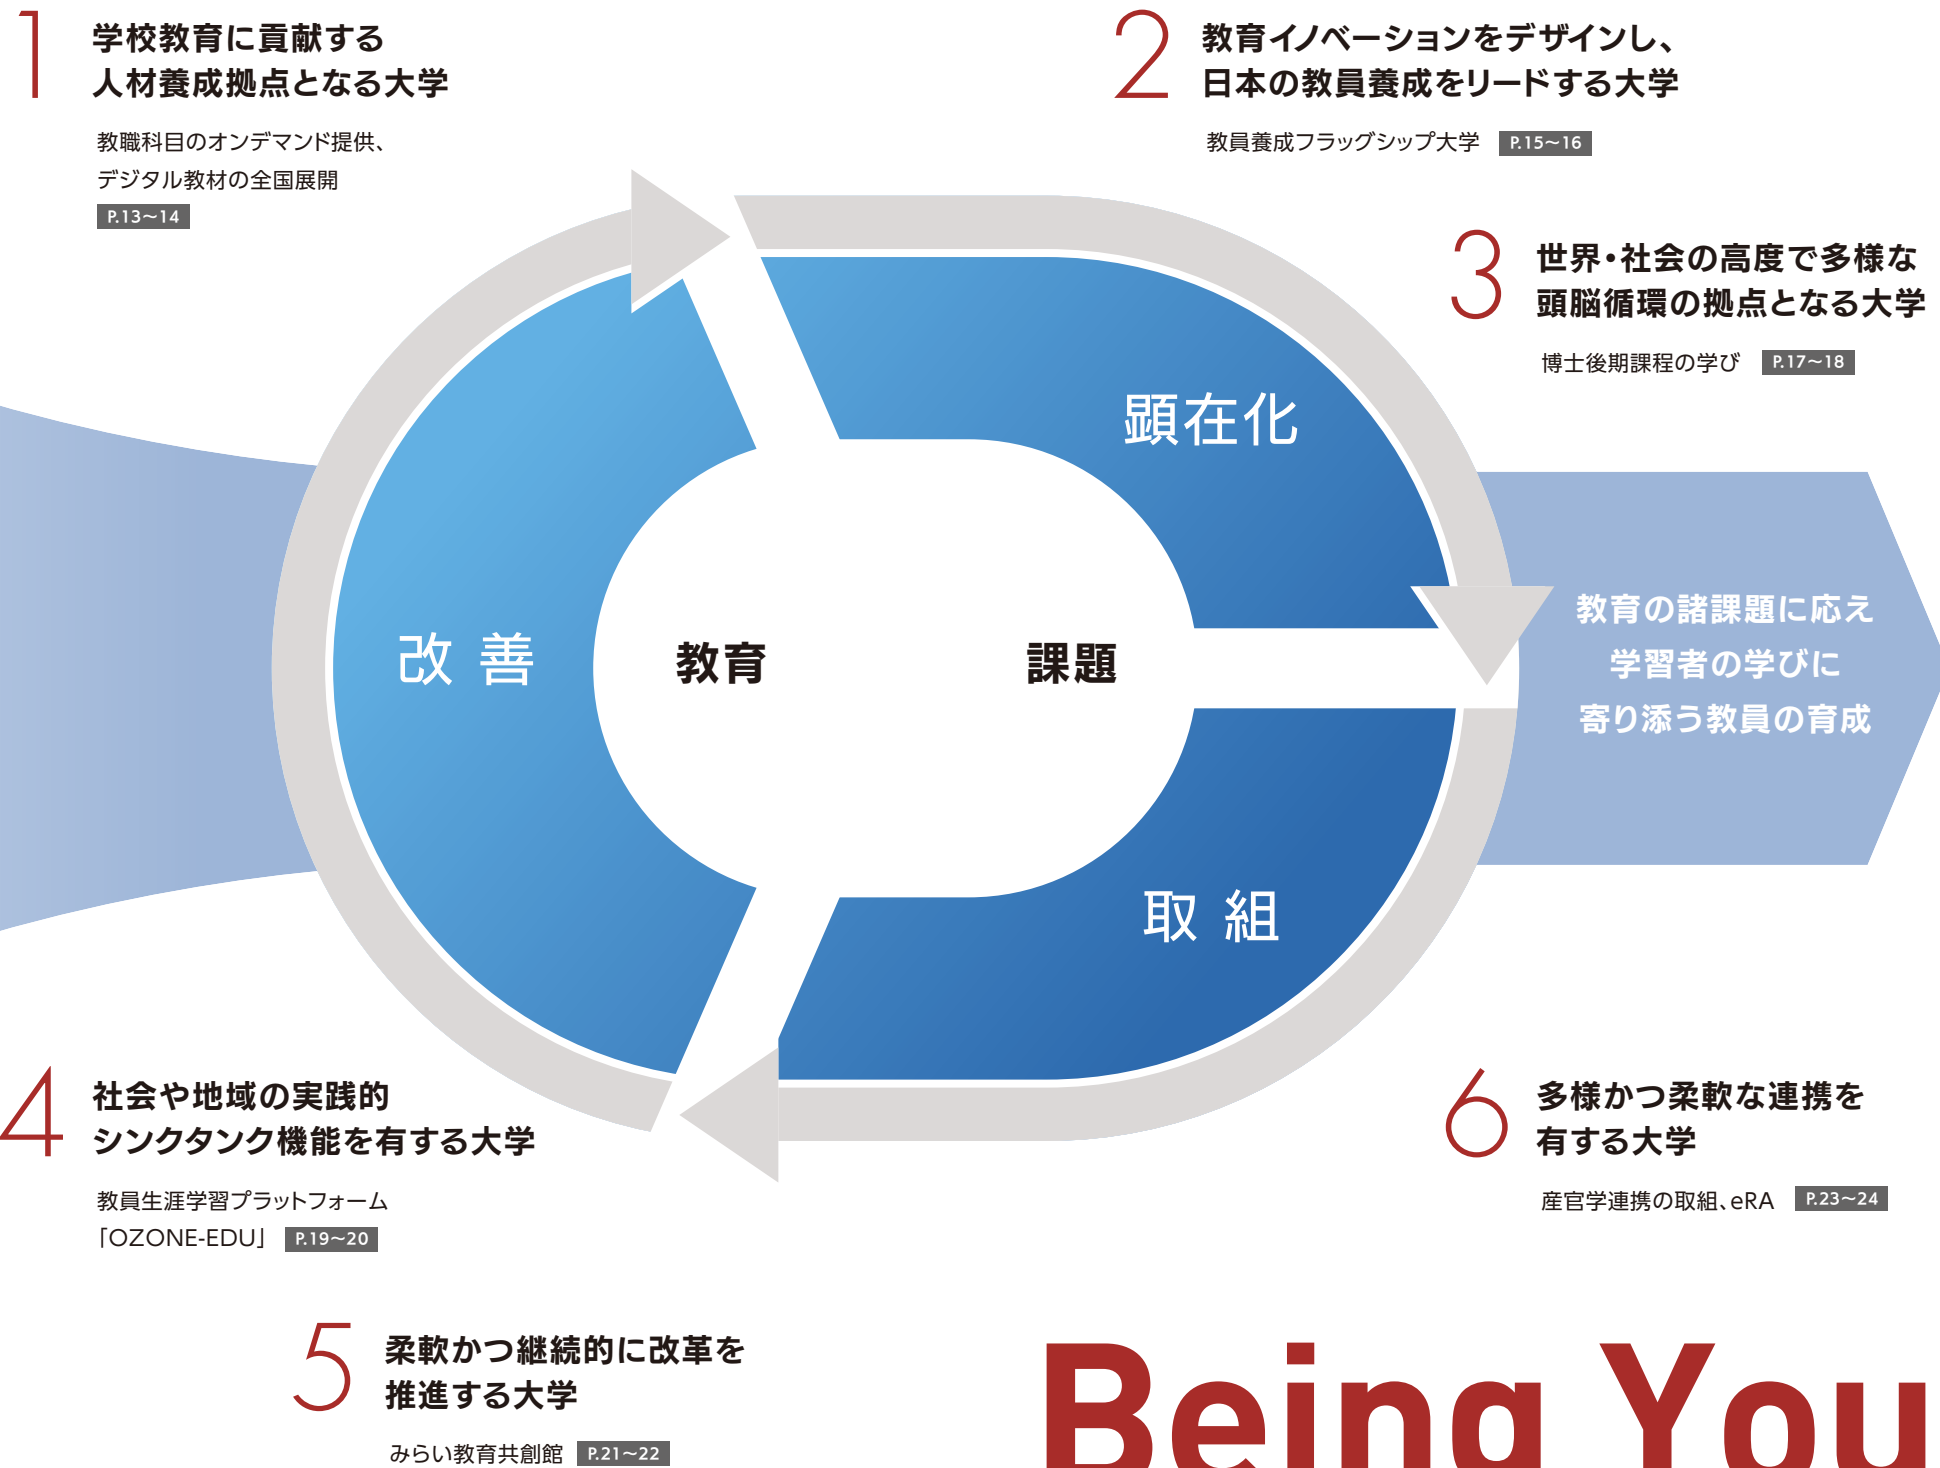 1
学校教育に貢献する
人材養成拠点となる大学
教職科目のオンデマンド提供、
デジタル教材の全国展開
P.13~14
2
教育イノベーションをデザインし、
日本の教員養成をリードする大学
教員養成フラッグシップ大学 P.15~16
3
世界・社会の高度で多様な
頭脳循環の拠点となる大学
博士後期課程の学び P.17~18
顕在化
改善
教育
課題
取組
教育の諸課題に応え
学習者の学びに
寄り添う教員の育成
4
社会や地域の実践的
シンクタンク機能を有する大学
教員生涯学習プラットフォーム
「OZONE-EDU」 P.19~20
5
柔軟かつ継続的に改革を
推進する大学
みらい教育共創館 P.21~22
6
多様かつ柔軟な連携を
有する大学
産官学連携の取組、eRA P.23~24
Being You